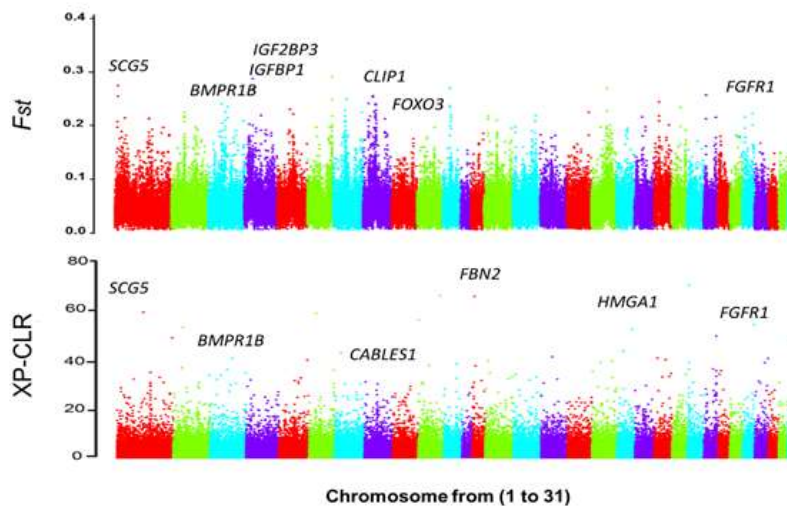 0.4
IGF2BP3
SCG5
IGFBP1
CLIP1
0.3
BMPR1B
FOXO3
FGFR1
Fst
0.2
0.1
0.0
80
SCG5
FBN2
60
HMGA1
FGFR1
BMPR1B
CABLES1
XP-CLR
40
20
0
Chromosome from (1 to 31)